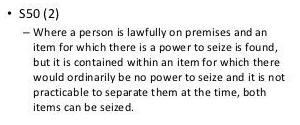 • S50 (2)
– Where a person is lawfully on premises and an
item for which there is a power to seize is found,
but it is contained within an item for which there
would ordinarily be no power to seize and it is not
practicable to separate them at the time, both
items can be seized.